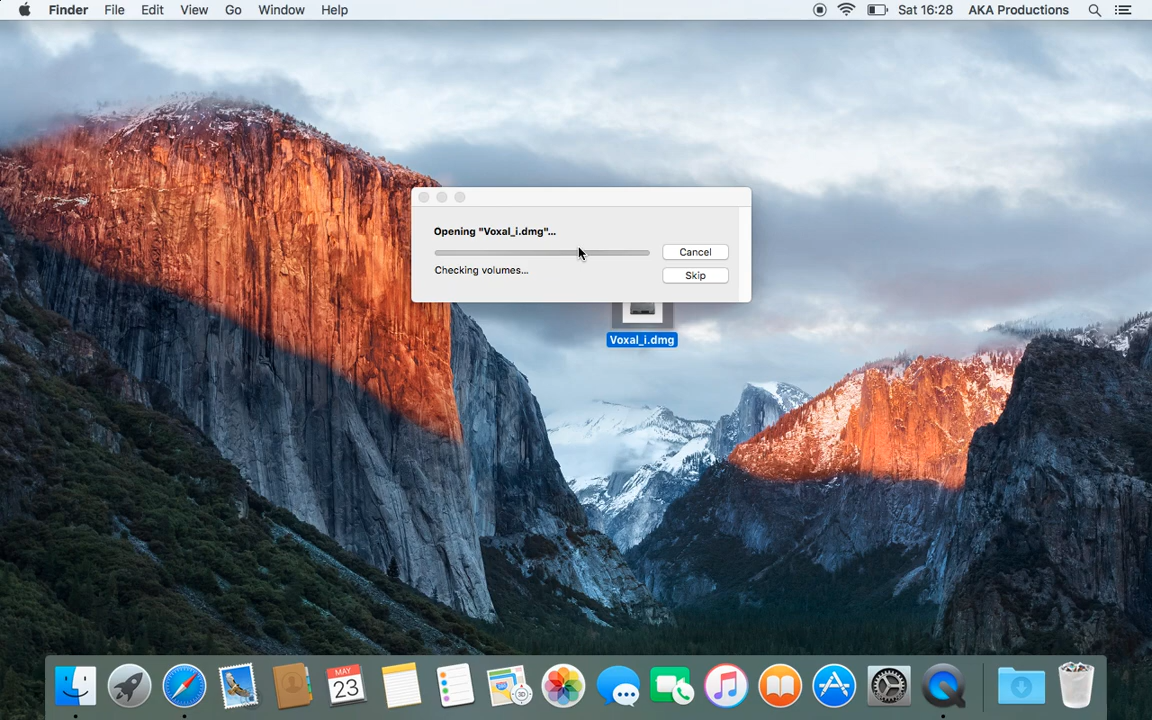 Finder File Edit View Go Window Help Sat 16:28 AKA Productions
Opening "Voxal_i.dmg"...
Cancel
Checking volumes...
Skip
Voxal_i.dmg
MAY
23
3D